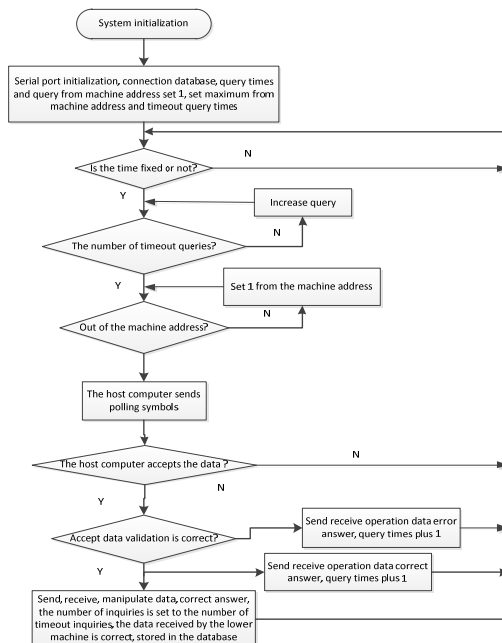 System initialization
Serial port initialization, connection database, query times
and query from machine address set 1, set maximum from
machine address and timeout query times
N
Is the time fixed or not?
Y
Increase query
N
The number of timeout queries?
Y
Set 1 from the machine address
Out of the machine address?
N
The host computer sends
polling symbols
N
The host computer accepts the data ?
Y
N
Send receive operation data error
answer, query times plus 1
Accept data validation is correct?
Y
Send receive operation data correct
answer, query times plus 1
Send, receive, manipulate data, correct answer,
the number of inquiries is set to the number of
timeout inquiries, the data received by the lower
machine is correct, stored in the database